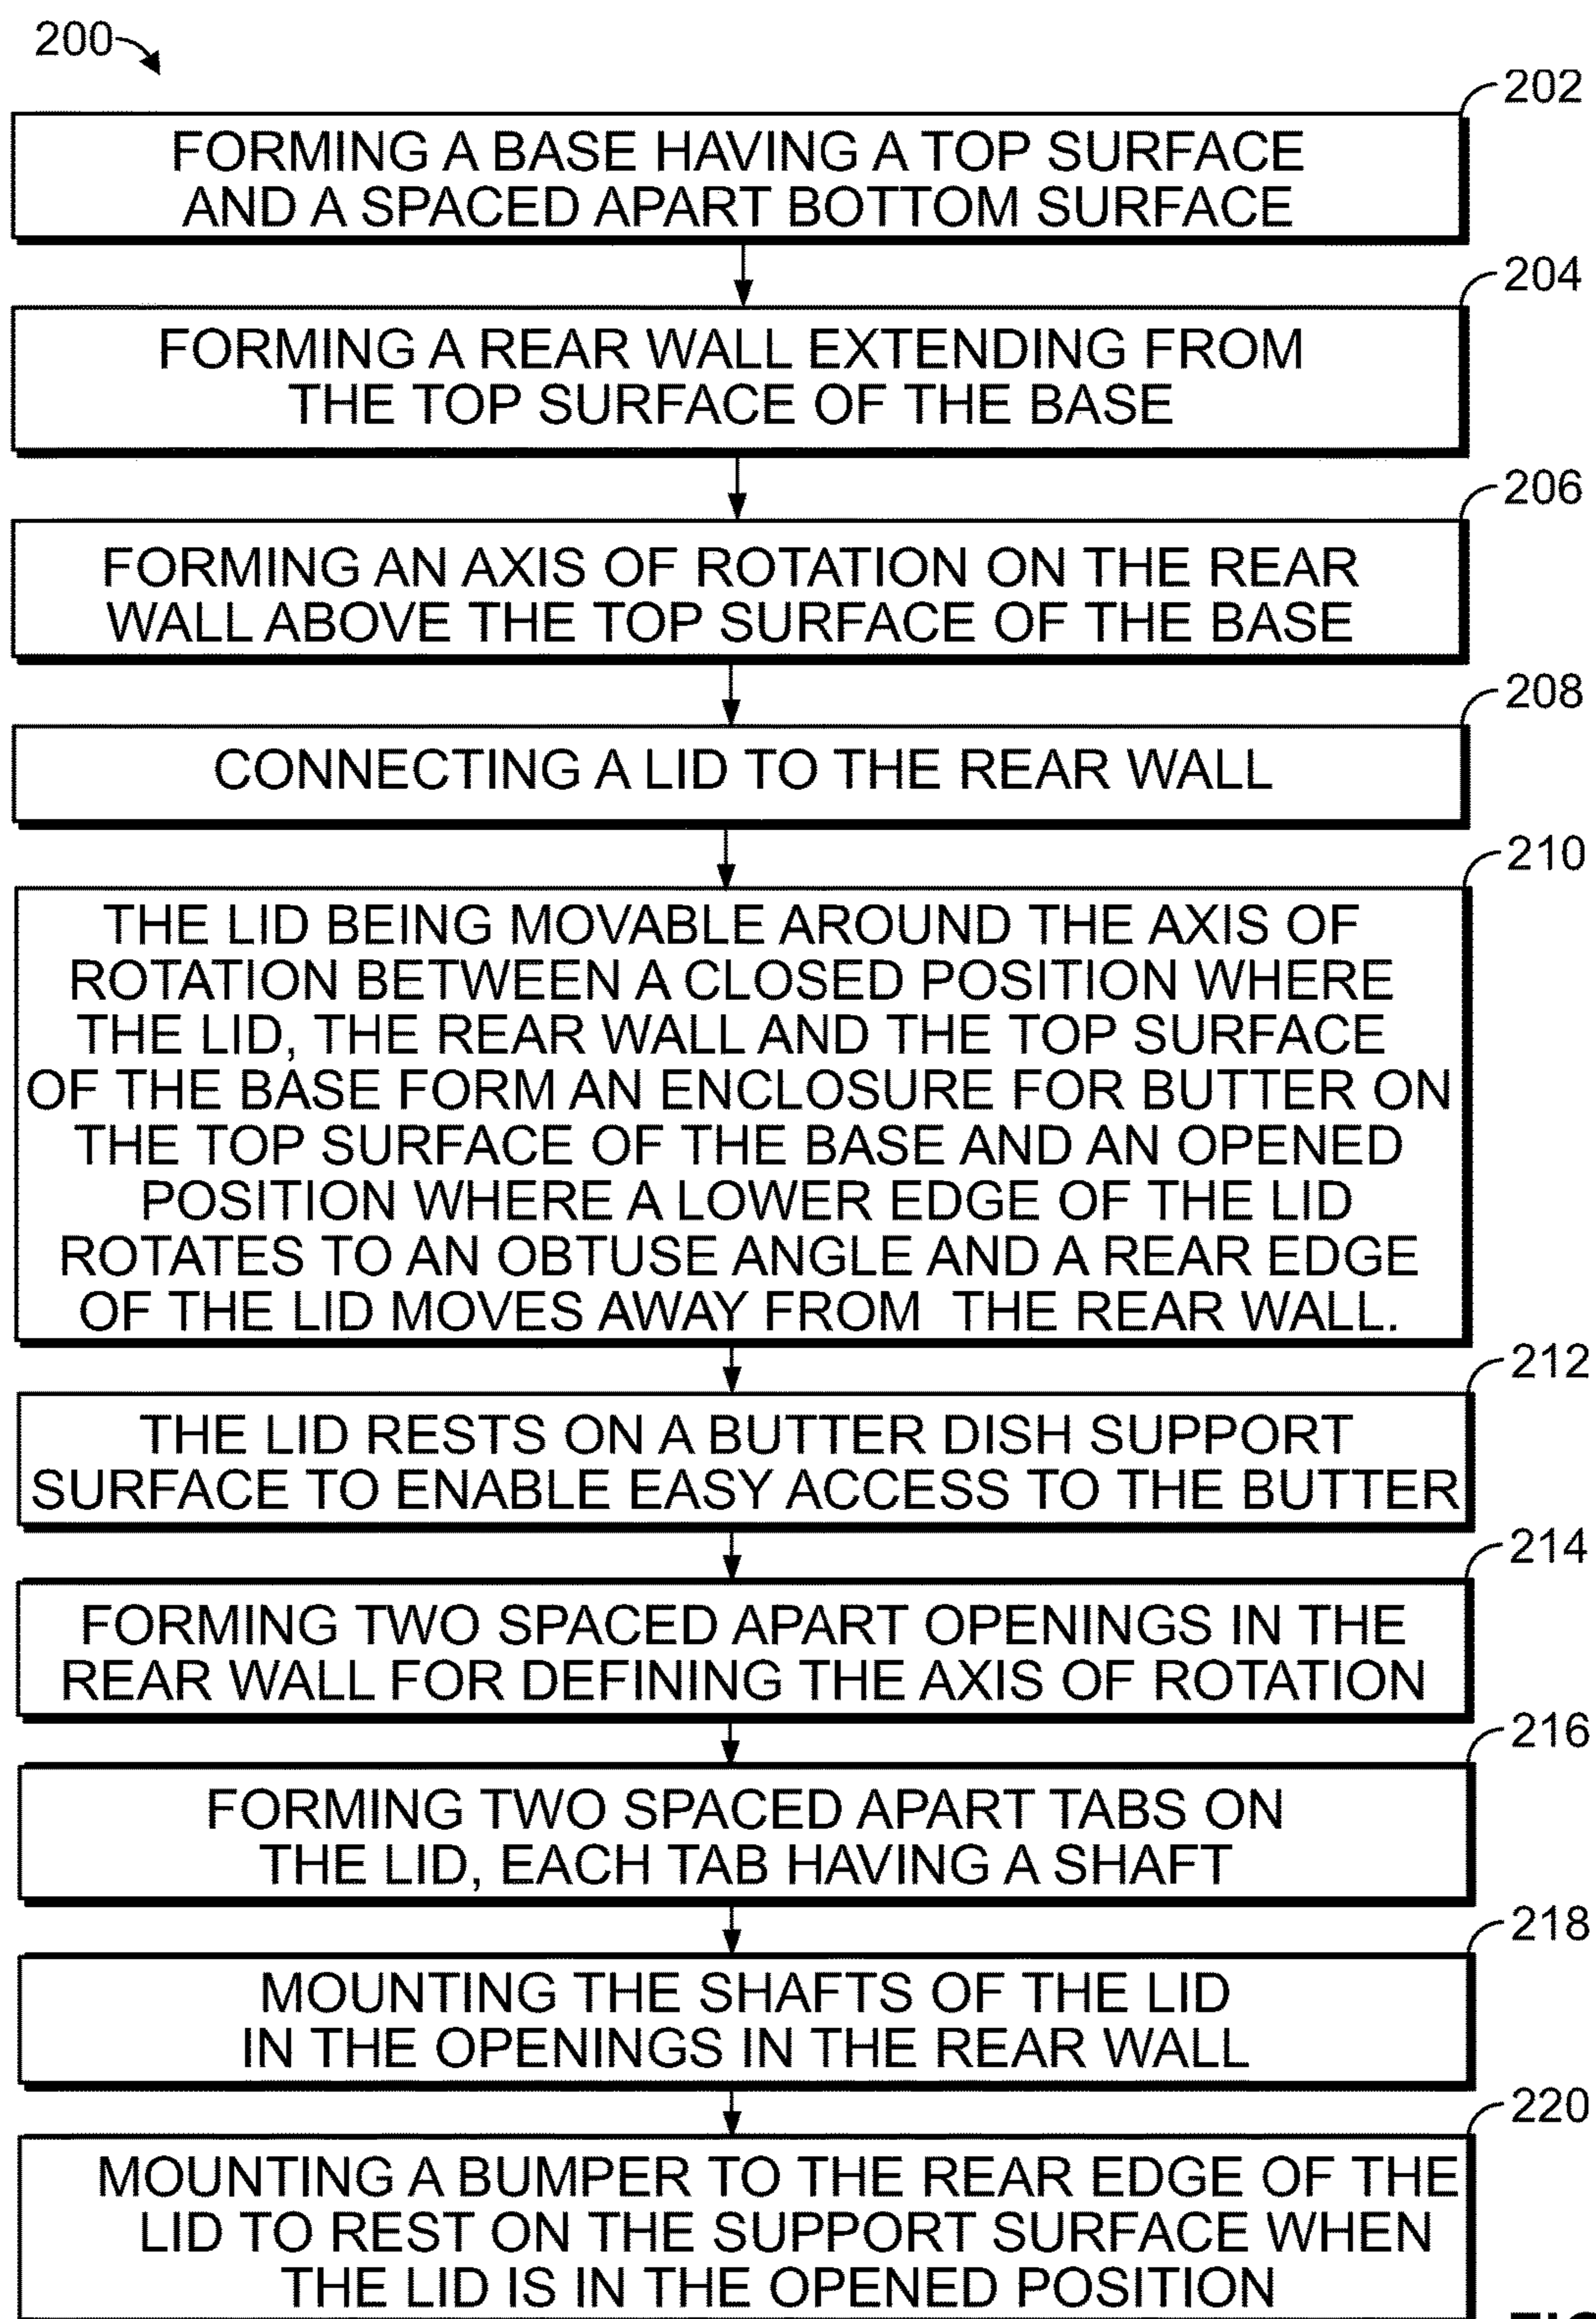 200
202
FORMING A BASE HAVING A TOP SURFACE
AND A SPACED APART BOTTOM SURFACE
204
FORMING A REAR WALL EXTENDING FROM
THE TOP SURFACE OF THE BASE
206
FORMING AN AXIS OF ROTATION ON THE REAR
WALL ABOVE THE TOP SURFACE OF THE BASE
208
CONNECTING A LID TO THE REAR WALL
210
THE LID BEING MOVABLE AROUND THE AXIS OF
ROTATION BETWEEN A CLOSED POSITION WHERE
THE LID, THE REAR WALL AND THE TOP SURFACE
OF THE BASE FORM AN ENCLOSURE FOR BUTTER ON
THE TOP SURFACE OF THE BASE AND AN OPENED
POSITION WHERE A LOWER EDGE OF THE LID
ROTATES TO AN OBTUSE ANGLE AND A REAR EDGE
OF THE LID MOVES AWAY FROM THE REAR WALL.
212
THE LID RESTS ON A BUTTER DISH SUPPORT
SURFACE TO ENABLE EASY ACCESS TO THE BUTTER
214
FORMING TWO SPACED APART OPENINGS IN THE
REAR WALL FOR DEFINING THE AXIS OF ROTATION
216
FORMING TWO SPACED APART TABS ON
THE LID, EACH TAB HAVING A SHAFT
218
MOUNTING THE SHAFTS OF THE LID
IN THE OPENINGS IN THE REAR WALL
220
MOUNTING A BUMPER TO THE REAR EDGE OF THE
LID TO REST ON THE SUPPORT SURFACE WHEN
THE LID IS IN THE OPENED POSITION